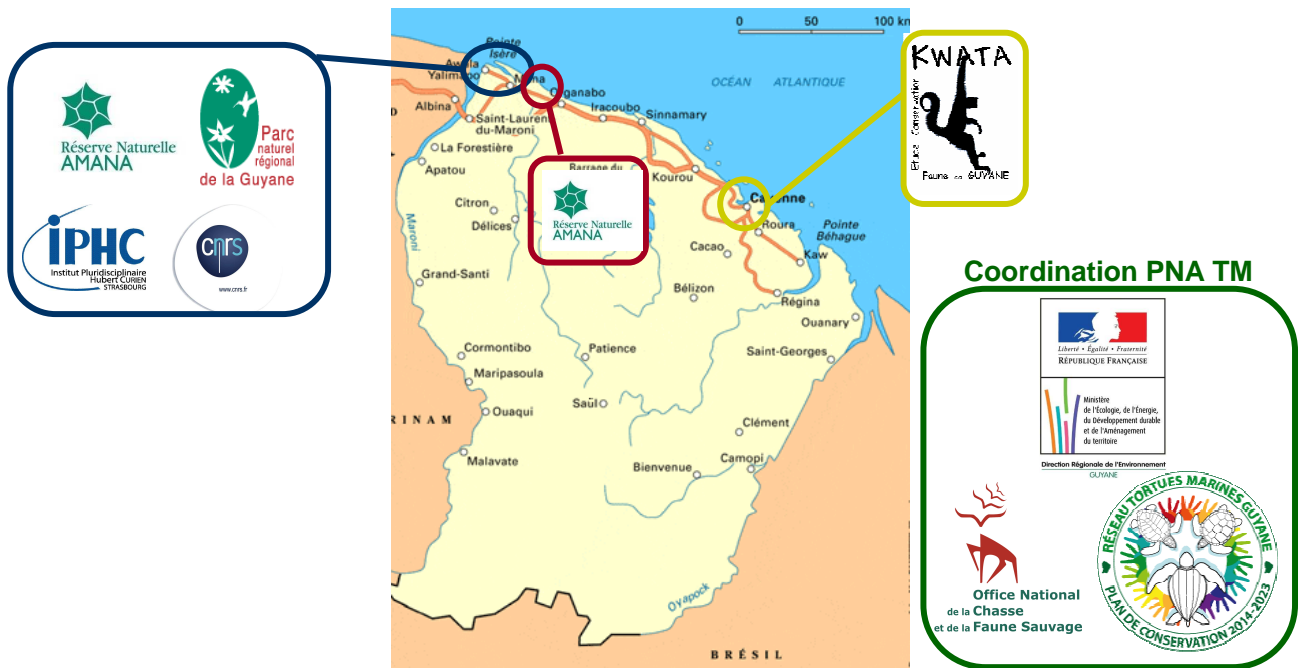 Réserve Naturelle
AMANA
Parc
naturel
régional
de la Guyane
iPHC
Institut Pluridisciplinaire
Hubert CURIEN
STRASBOURG
cnrs
www.cnrs.fr
0 50 100 km
Pointe
Isère
Awala
Yalimapo
Mana
Organabo
Albina
Saint-Laurent
du-Maroni
Iracoubo
Sinnamary
OCÉAN ATLANTIQUE
La Forestière
Apatou
Barrage du
Kourou
Réserve Naturelle
AMANA
Citron
Délices
Maroni
Cayenne
Roura
Pointe
Béhague
Cacao
Kaw
Grand-Santi
Bélizon
Régina
Ouanary
Cormontibo
Patience
Saint-Georges
Maripasoula
Saül
Ouaqui
RINAM
Clément
Malavate
Bienvenue
Camopi
Oyapock
BRÉSIL
KWATA
Etude Conservation
Faune en GUYANE
Coordination PNA TM
Liberté • Égalité • Fraternité
RÉPUBLIQUE FRANÇAISE
Ministère
de l'Écologie, de l'Énergie,
du Développement durable
et de l'Aménagement
du territoire
Direction Régionale de l'Environnement
GUYANE
Office National
de la Chasse
et de la Faune Sauvage
RÉSEAU TORTUES MARINES GUYANE
PLAN DE CONSERVATION 2014-2023